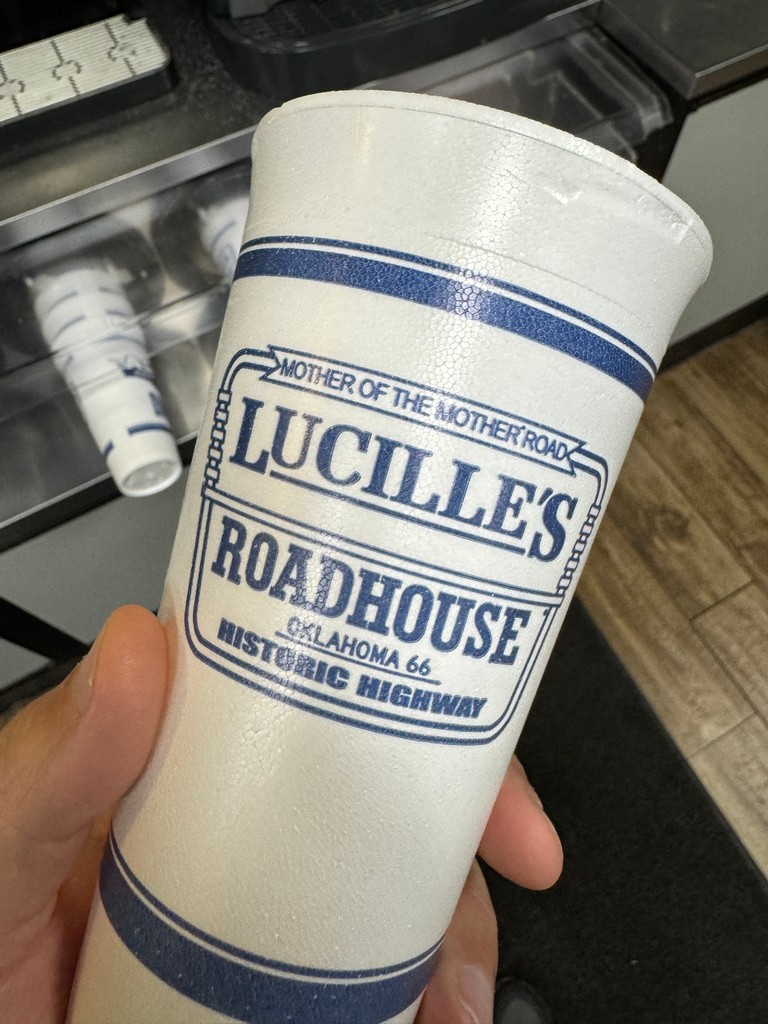 MOTHER OF THE MOTHER ROAD
LUCILLE'S
ROADHOUSE
OKLAHOMA 66
HISTORIC HIGHWAY